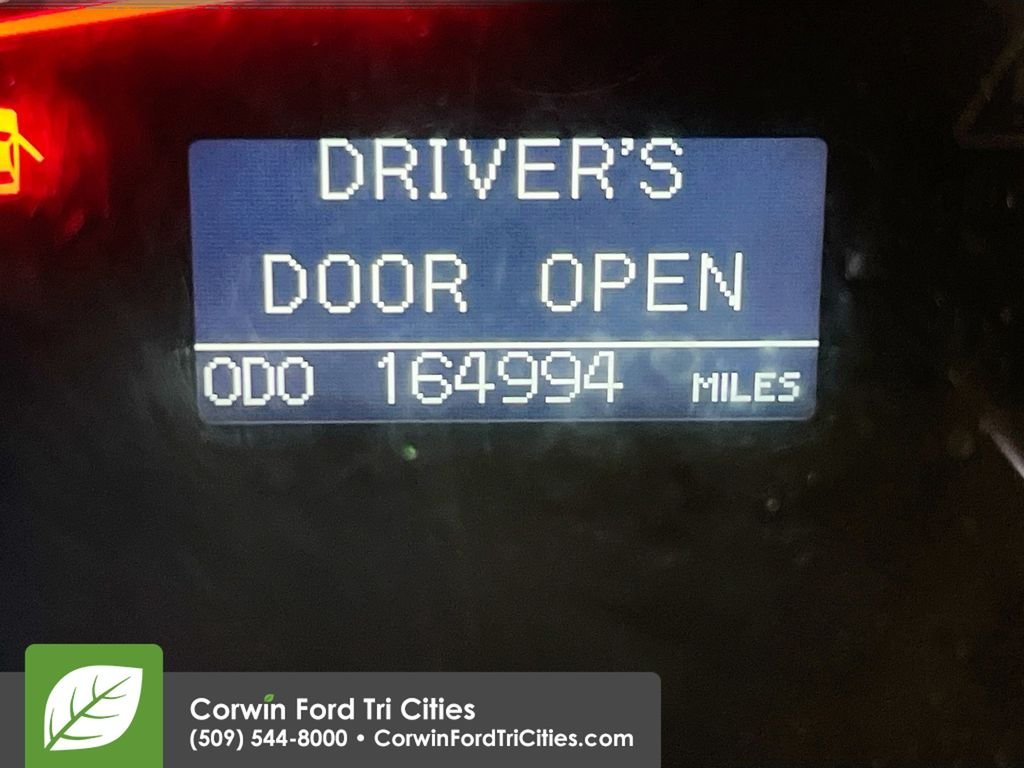 DRIVER'S
DOOR OPEN
ODO 164994 MILES
Corwin Ford Tri Cities
(509) 544-8000 • CorwinFordTriCities.com